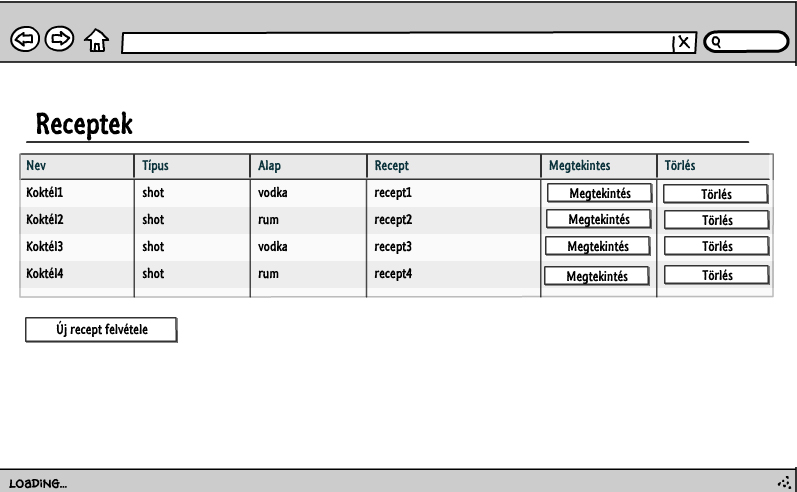 Receptek
Nev Típus Alap Recept Megtekintes Törlés
Koktél1 shot vodka recept1 Megtekintés Törlés
Koktél2 shot rum recept2 Megtekintés Törlés
Koktél3 shot vodka recept3 Megtekintés Törlés
Koktél4 shot rum recept4 Megtekintés Törlés
Új recept felvétele
LOADING...